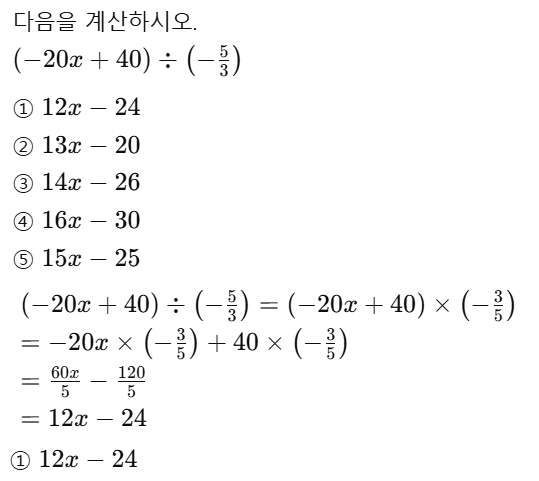 다음을 계산하시오.
(−20x + 40) ÷ (−5/3)
① 12x − 24
② 13x − 20
③ 14x − 26
④ 16x − 30
⑤ 15x − 25
(−20x + 40) ÷ (−5/3) = (−20x + 40) × (−3/5)
= −20x × (−3/5) + 40 × (−3/5)
= 60x/5 − 120/5
= 12x − 24
① 12x − 24